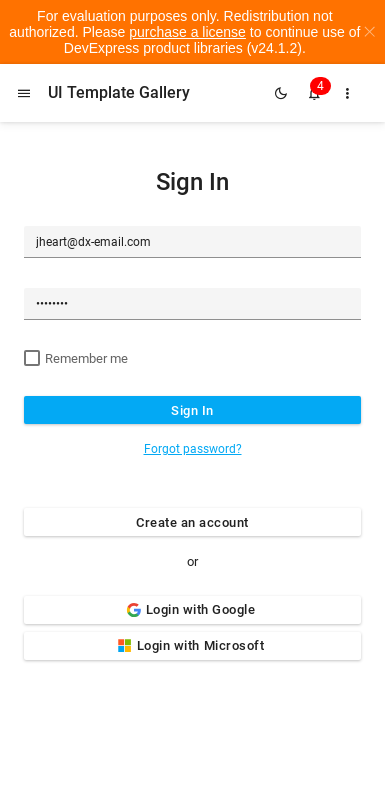 For evaluation purposes only. Redistribution not
authorized. Please purchase a license to continue use of
DevExpress product libraries (v24.1.2).
UI Template Gallery
4
Sign In
jheart@dx-email.com
••••••••
Remember me
Sign In
Forgot password?
Create an account
or
Login with Google
Login with Microsoft